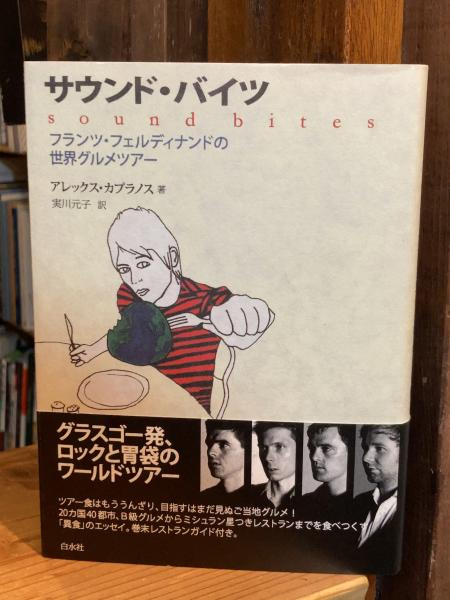 サウンド・バイツ
sound bites
フランツ・フェルディナンドの
世界グルメツアー
アレックス・カプラノス 著
実川元子 訳
グラスゴー発、
ロックと胃袋の
ワールドツアー
ツアー食はもううんざり、目指すはまだ見ぬご当地グルメ！
20カ国40都市、B級グルメからミシュラン星つきレストランまでを食べつくす
「異食」のエッセイ。巻末レストランガイド付き。
白水社